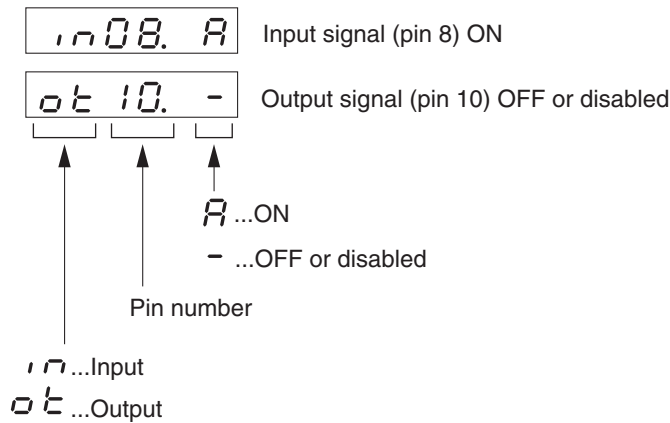 in08. A Input signal (pin 8) ON
ot 10. - Output signal (pin 10) OFF or disabled
A ...ON
- ...OFF or disabled
Pin number
in ...Input
ot ...Output